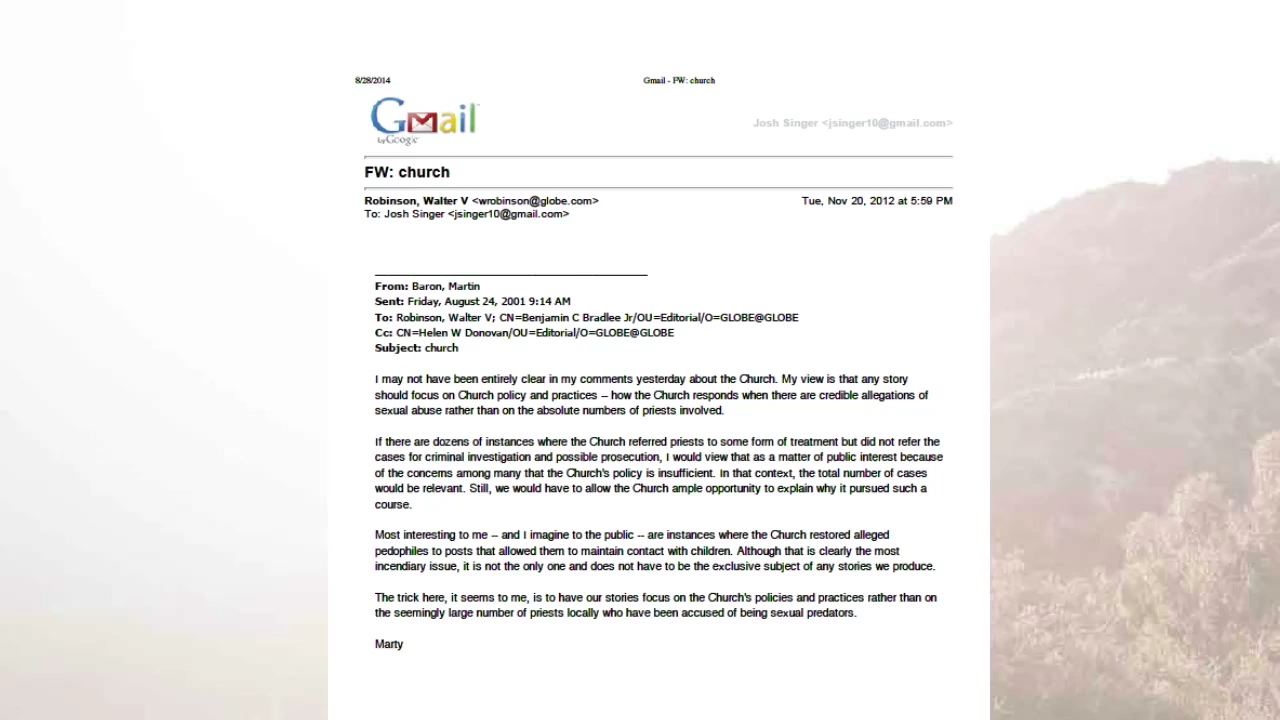 8/28/2014 Gmail - FW: church
Gmail
by Google
Josh Singer <jsinger10@gmail.com>
FW: church
Robinson, Walter V <wrobinson@globe.com> Tue, Nov 20, 2012 at 5:59 PM
To: Josh Singer <jsinger10@gmail.com>
From: Baron, Martin
Sent: Friday, August 24, 2001 9:14 AM
To: Robinson, Walter V; CN=Benjamin C Bradlee Jr/OU=Editorial/O=GLOBE@GLOBE
Cc: CN=Helen W Donovan/OU=Editorial/O=GLOBE@GLOBE
Subject: church
I may not have been entirely clear in my comments yesterday about the Church. My view is that any story
should focus on Church policy and practices -- how the Church responds when there are credible allegations of
sexual abuse rather than on the absolute numbers of priests involved.
If there are dozens of instances where the Church referred priests to some form of treatment but did not refer the
cases for criminal investigation and possible prosecution, I would view that as a matter of public interest because
of the concerns among many that the Church's policy is insufficient. In that context, the total number of cases
would be relevant. Still, we would have to allow the Church ample opportunity to explain why it pursued such a
course.
Most interesting to me -- and I imagine to the public -- are instances where the Church restored alleged
pedophiles to posts that allowed them to maintain contact with children. Although that is clearly the most
incendiary issue, it is not the only one and does not have to be the exclusive subject of any stories we produce.
The trick here, it seems to me, is to have our stories focus on the Church's policies and practices rather than on
the seemingly large number of priests locally who have been accused of being sexual predators.
Marty